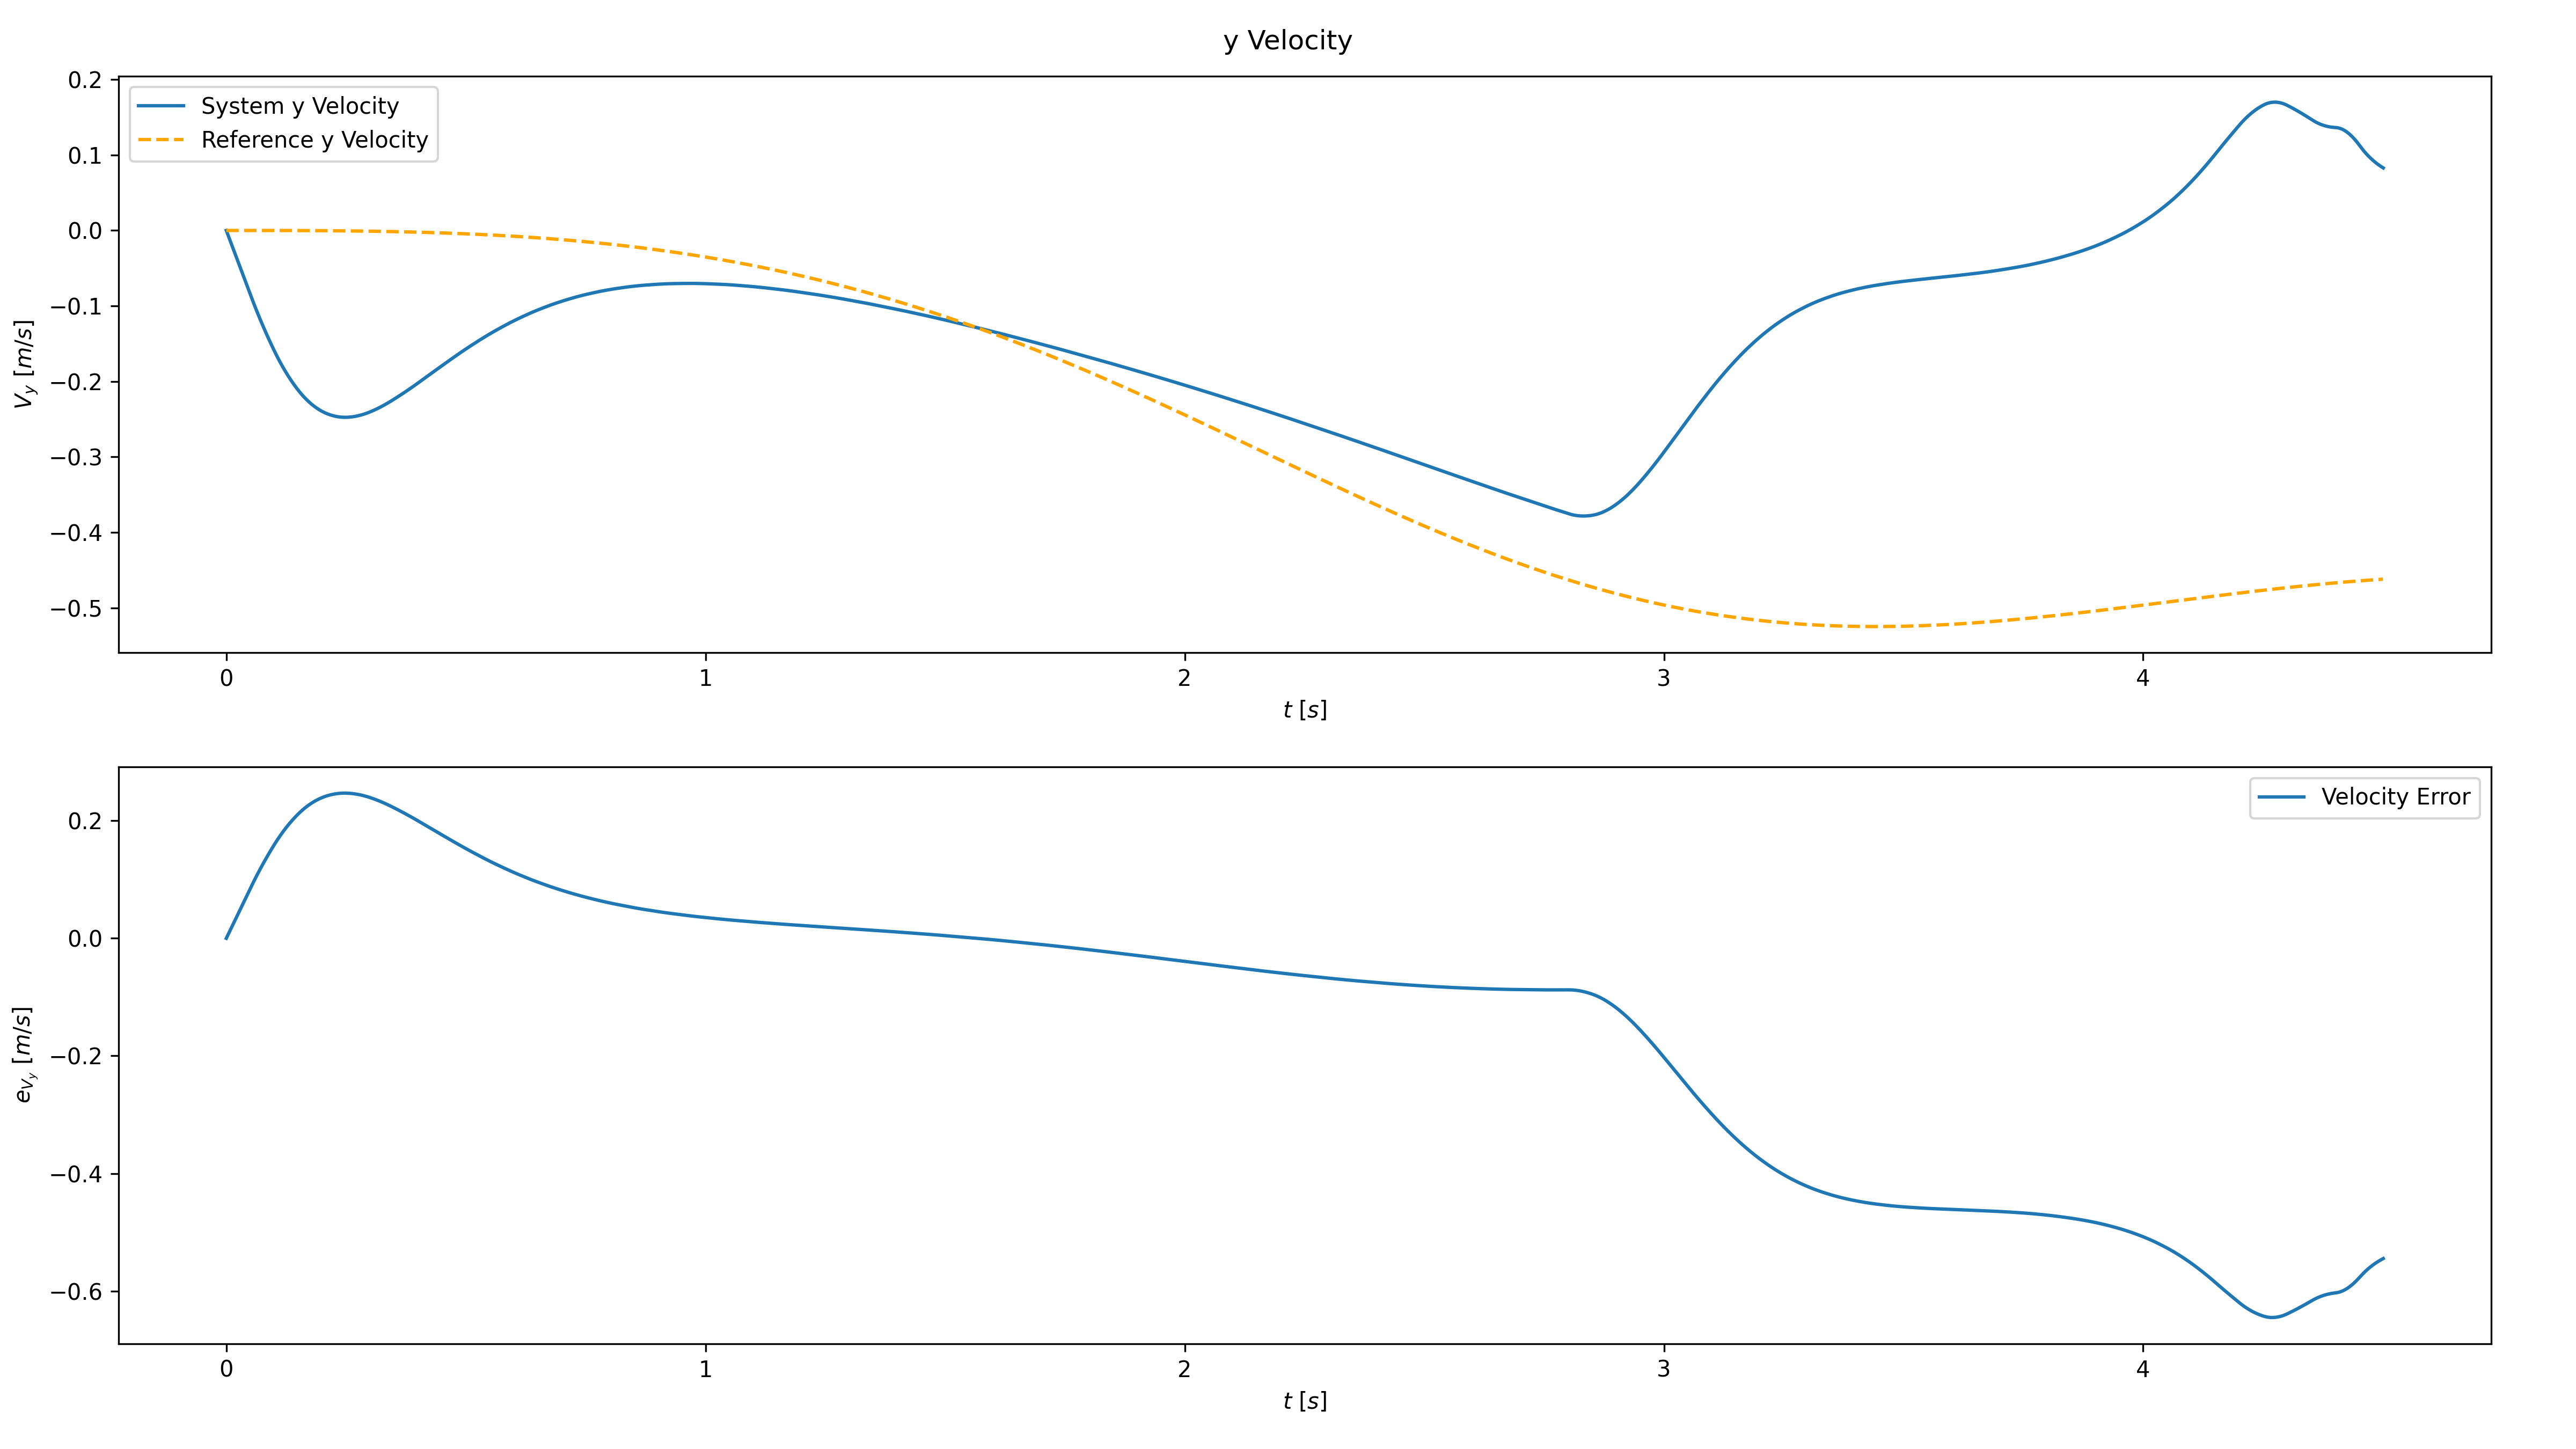 y Velocity
System y Velocity
Reference y Velocity
0.2
0.1
0.0
−0.1
−0.2
−0.3
−0.4
−0.5
V_y [m/s]
0 1 2 3 4
t [s]
Velocity Error
0.2
0.0
−0.2
−0.4
−0.6
e_{V_y} [m/s]
0 1 2 3 4
t [s]